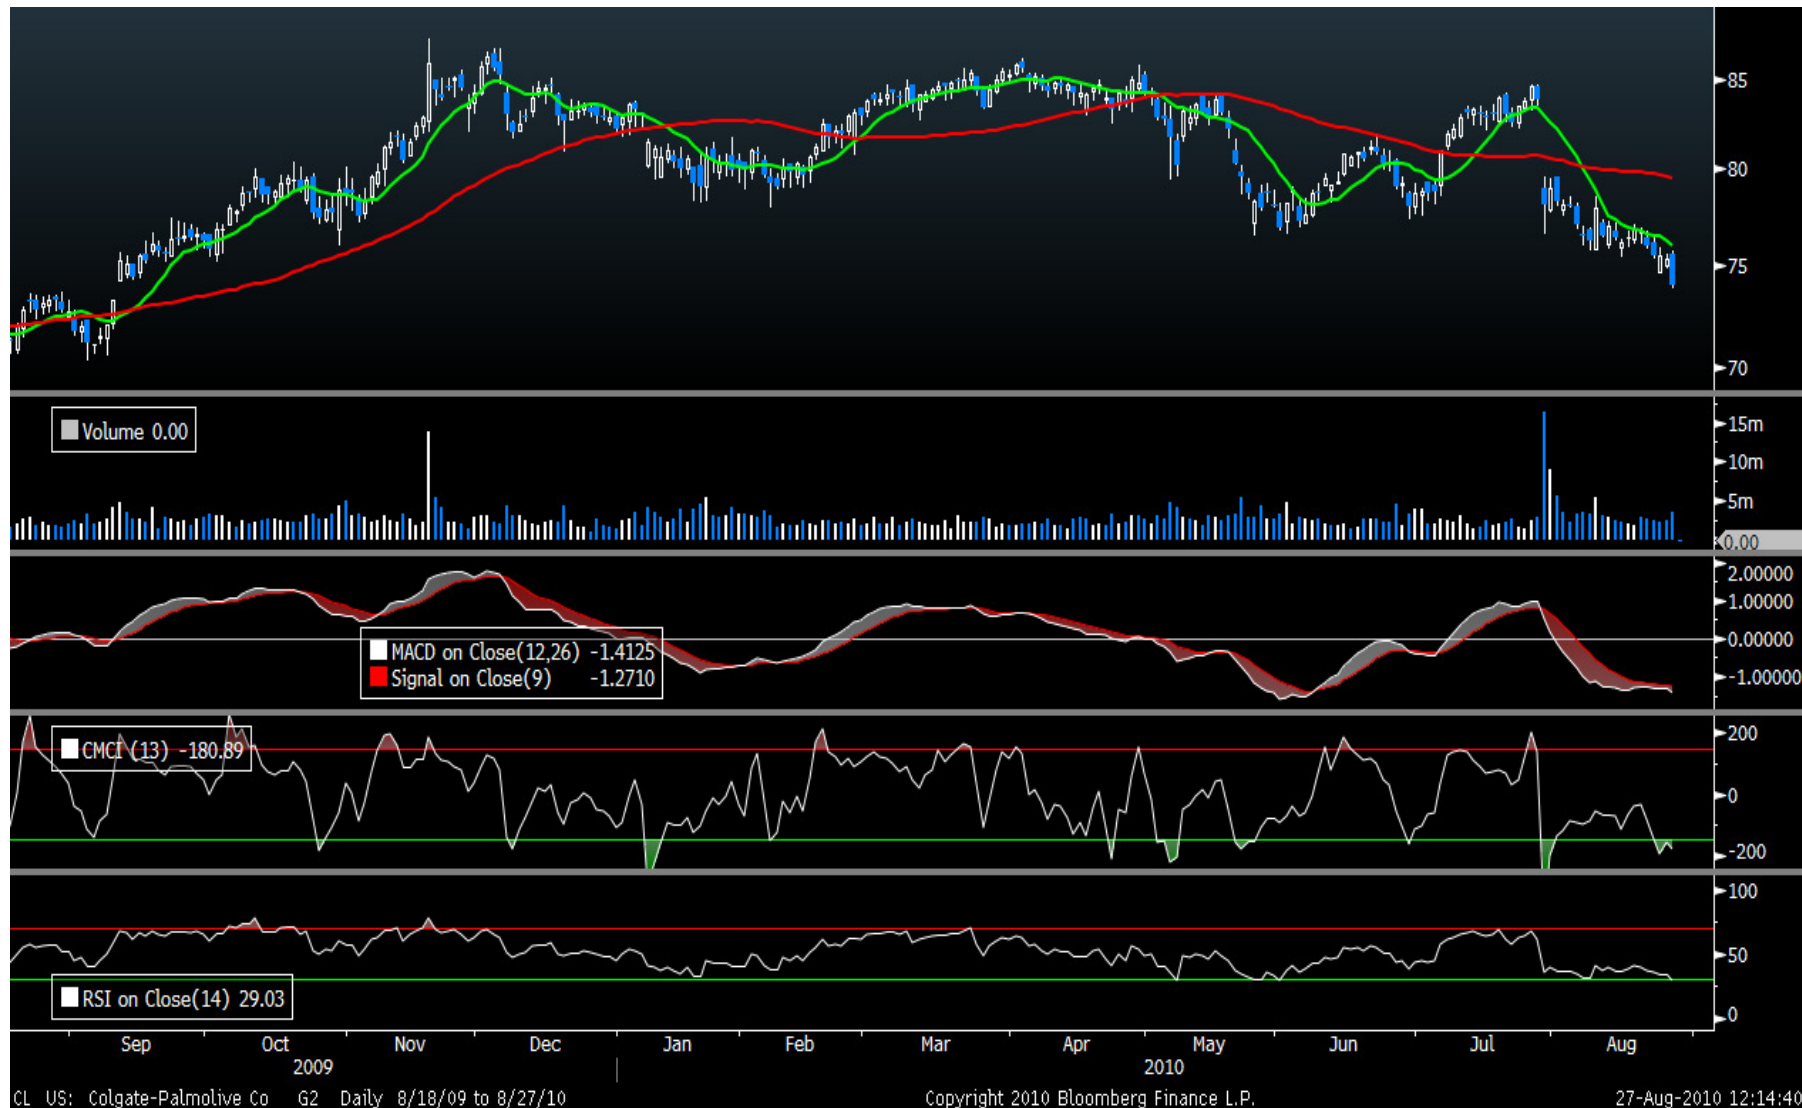 85
80
75
70
Volume 0.00
15m
10m
5m
0.00
2.00000
1.00000
0.00000
-1.00000
MACD on Close(12,26) -1.4125
Signal on Close(9) -1.2710
200
0
-200
CMCI (13) -180.89
100
50
0
RSI on Close(14) 29.03
Sep Oct Nov Dec Jan Feb Mar Apr May Jun Jul Aug
2009 2010
CL US: Colgate-Palmolive Co G2 Daily 8/18/09 to 8/27/10 Copyright 2010 Bloomberg Finance L.P. 27-Aug-2010 12:14:40